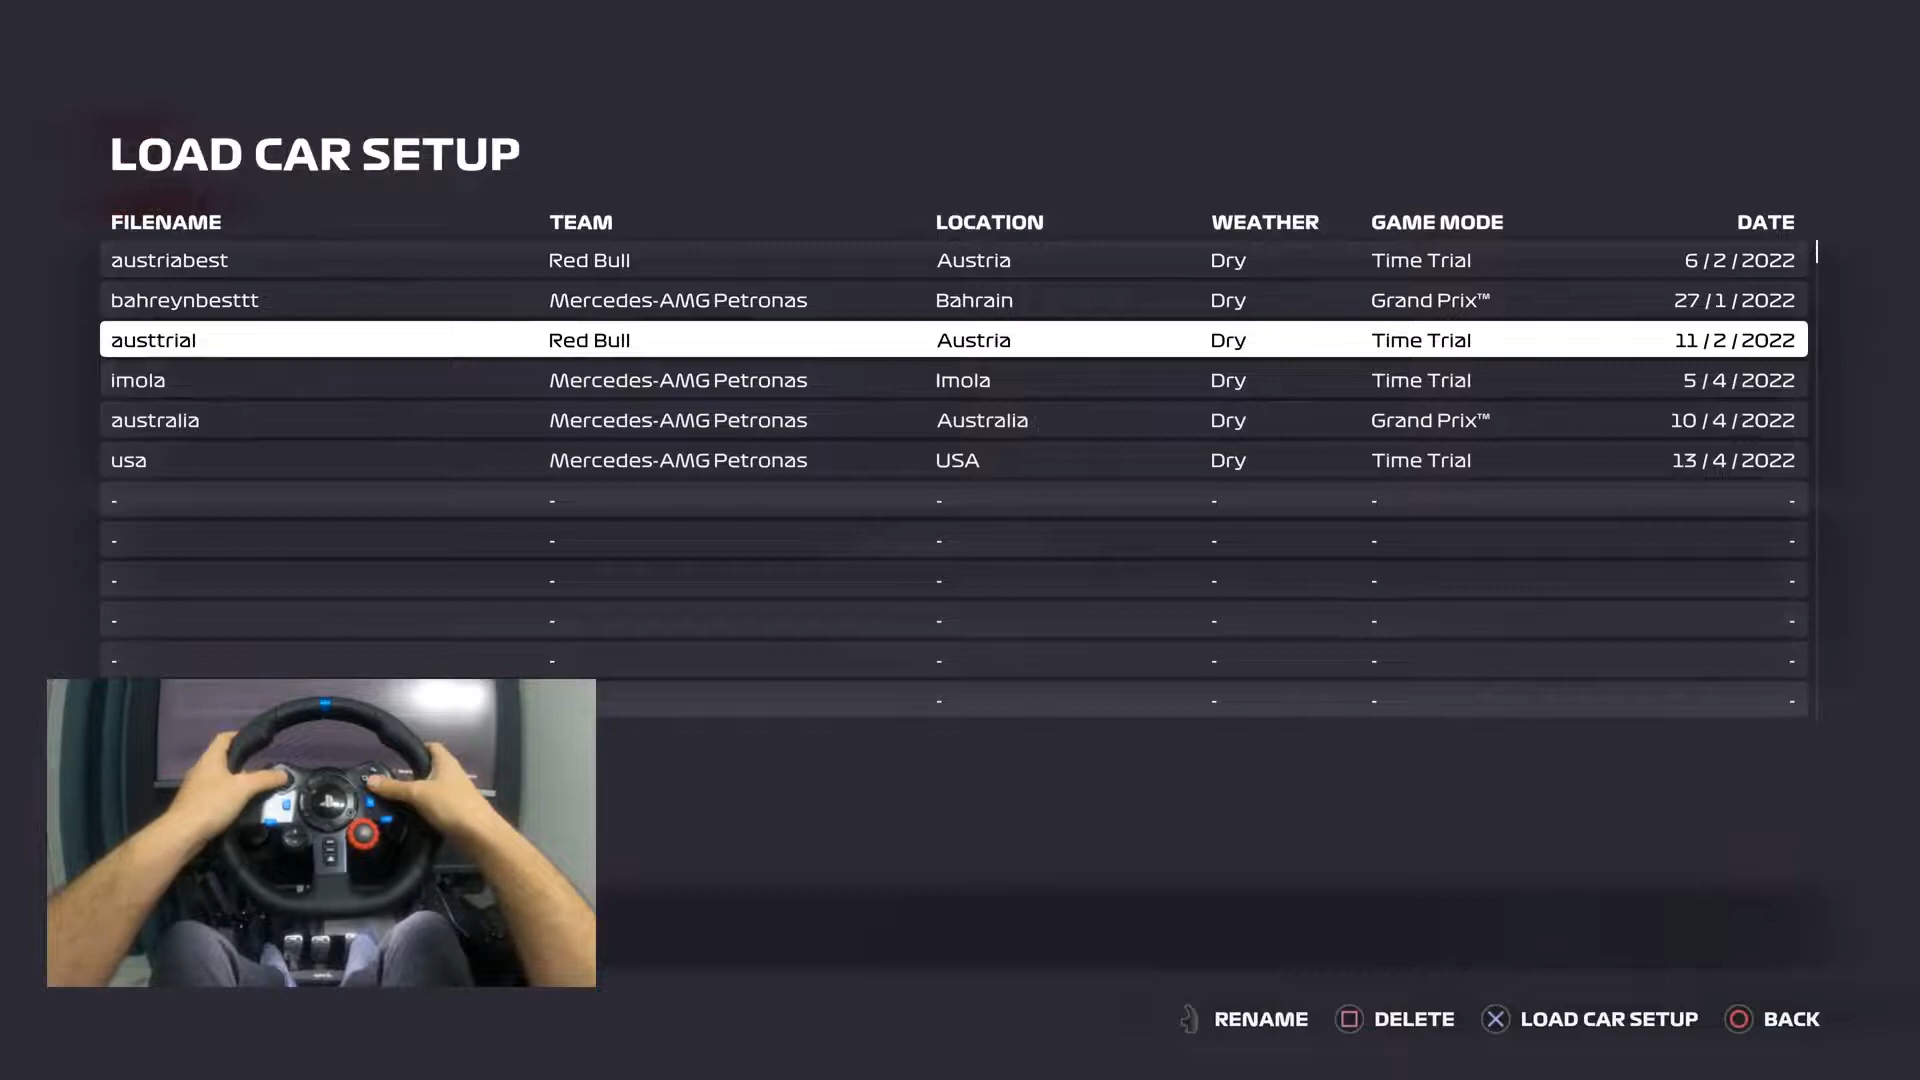 LOAD CAR SETUP
FILENAME TEAM LOCATION WEATHER GAME MODE DATE
austriabest Red Bull Austria Dry Time Trial 6 / 2 / 2022
bahreynbesttt Mercedes-AMG Petronas Bahrain Dry Grand Prix™ 27 / 1 / 2022
austtrial Red Bull Austria Dry Time Trial 11 / 2 / 2022
imola Mercedes-AMG Petronas Imola Dry Time Trial 5 / 4 / 2022
australia Mercedes-AMG Petronas Australia Dry Grand Prix™ 10 / 4 / 2022
usa Mercedes-AMG Petronas USA Dry Time Trial 13 / 4 / 2022
- - - - - -
- - - - - -
- - - - - -
- - - - - -
- - - - - -
- - - -
RENAME DELETE LOAD CAR SETUP BACK